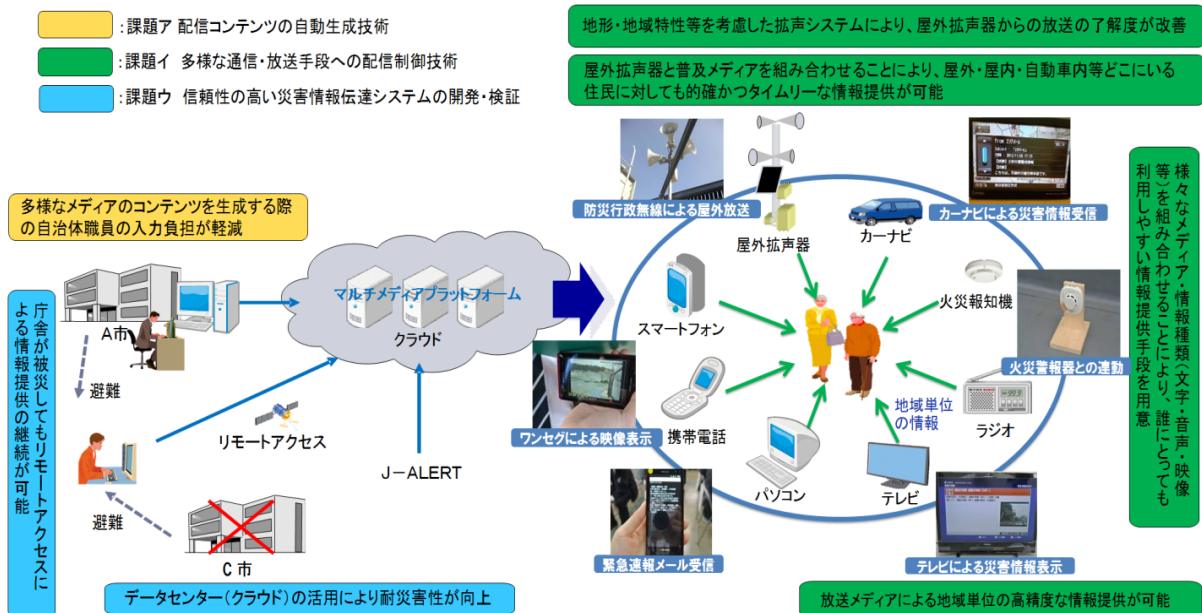 ：課題ア 配信コンテンツの自動生成技術
：課題イ 多様な通信・放送手段への配信制御技術
：課題ウ 信頼性の高い災害情報伝達システムの開発・検証
地形・地域特性等を考慮した拡声システムにより、屋外拡声器からの放送の了解度が改善
屋外拡声器と普及メディアを組み合わせることにより、屋外・屋内・自動車内等どこにいる
住民に対しても的確かつタイムリーな情報提供が可能
多様なメディアのコンテンツを生成する際
の自治体職員の入力負担が軽減
庁舎が被災してもリモートアクセスに
よる情報提供の継続が可能
A市
避難
避難
C市
リモートアクセス
J－ALERT
マルチメディアプラットフォーム
クラウド
データセンター（クラウド）の活用により耐災害性が向上
防災行政無線による屋外放送
屋外拡声器
カーナビ
カーナビによる災害情報受信
スマートフォン
火災報知機
火災警報器との連動
ワンセグによる映像表示
携帯電話
ラジオ
地域単位
の情報
パソコン
テレビ
緊急速報メール受信
テレビによる災害情報表示
様々なメディア・情報種類（文字・音声・映像
等）を組み合わせることにより、誰にとっても
利用しやすい情報提供手段を用意
放送メディアによる地域単位の高精度な情報提供が可能